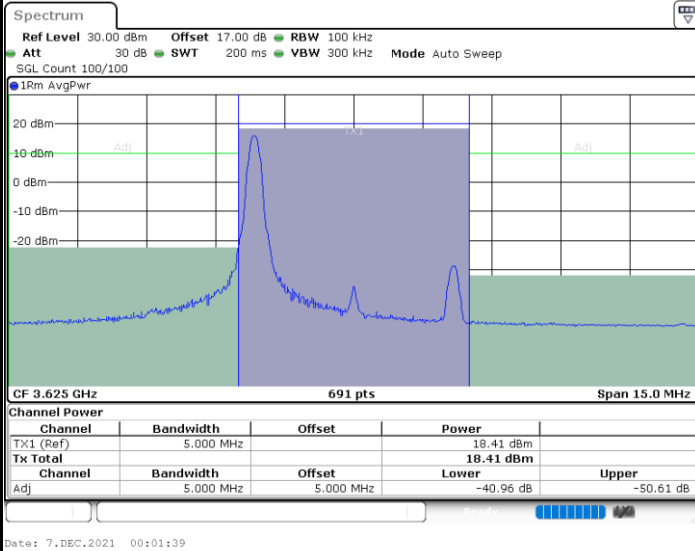 Spectrum
Ref Level 30.00 dBm Offset 17.00 dB RBW 100 kHz
Att 30 dB SWT 200 ms VBW 300 kHz Mode Auto Sweep
SGL Count 100/100
1Rm AvgPwr
TX1
20 dBm
Adj Adj
10 dBm
0 dBm
-10 dBm
-20 dBm
CF 3.625 GHz 691 pts Span 15.0 MHz
Channel Power
Channel Bandwidth Offset Power
TX1 (Ref) 5.000 MHz 18.41 dBm
Tx Total 18.41 dBm
Channel Bandwidth Offset Lower Upper
Adj 5.000 MHz 5.000 MHz -40.96 dB -50.61 dB
Ready
Date: 7.DEC.2021 00:01:39